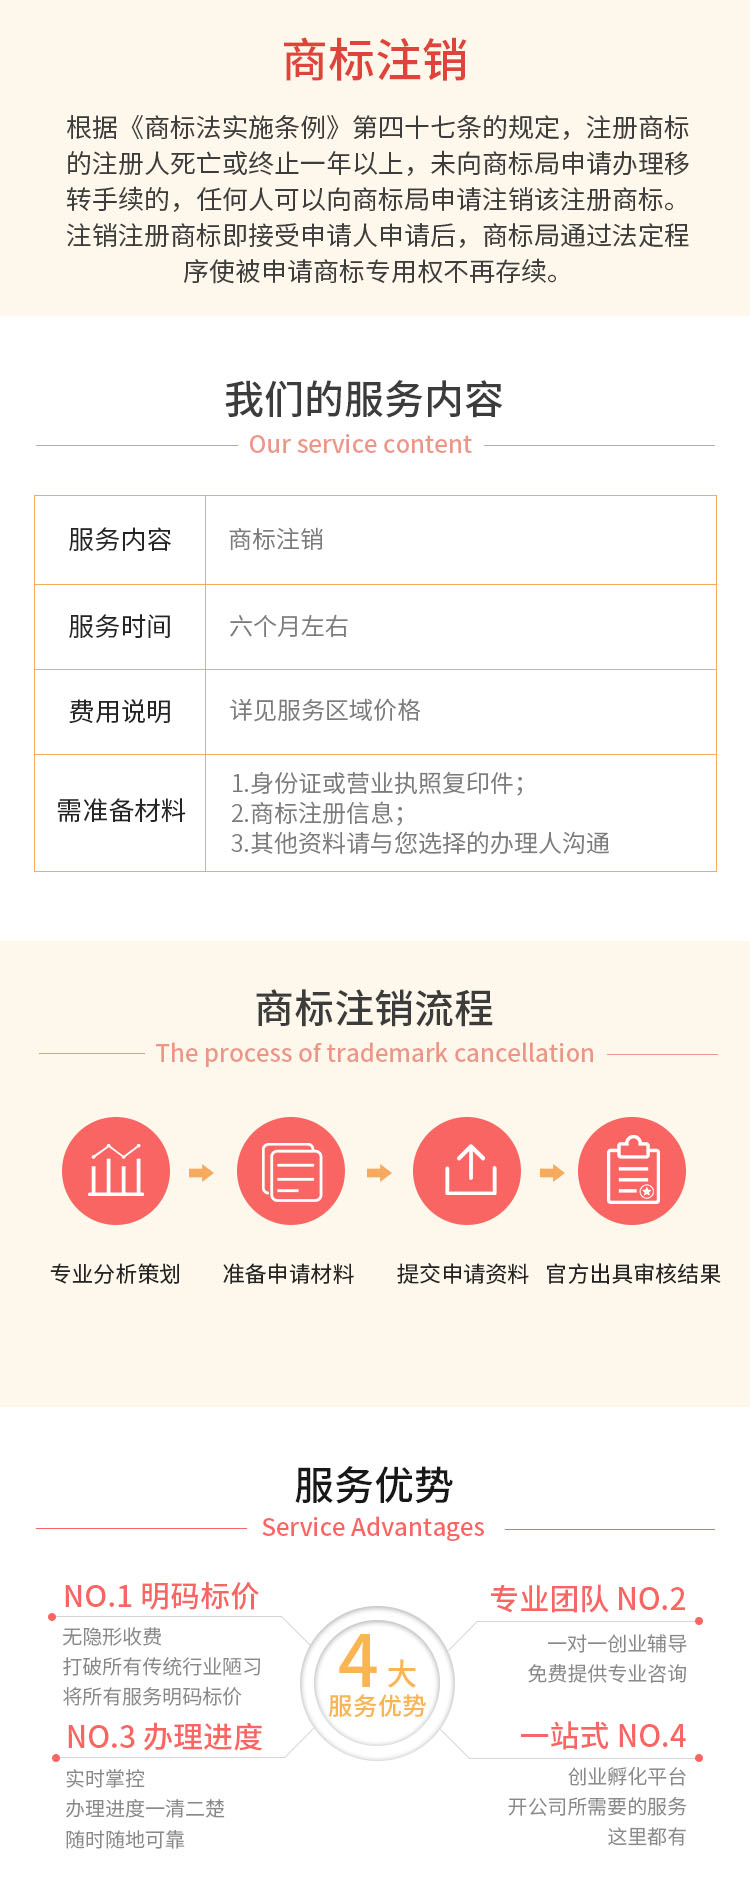 商标注销
根据《商标法实施条例》第四十七条的规定，注册商标
的注册人死亡或终止一年以上，未向商标局申请办理移
转手续的，任何人可以向商标局申请注销该注册商标。
注销注册商标即接受申请人申请后，商标局通过法定程
序使被申请商标专用权不再存续。
我们的服务内容
Our service content
服务内容
商标注销
服务时间
六个月左右
费用说明
详见服务区域价格
需准备材料
1.身份证或营业执照复印件；
2.商标注册信息；
3.其他资料请与您选择的办理人沟通
商标注销流程
The process of trademark cancellation
专业分析策划
准备申请材料
提交申请资料
官方出具审核结果
服务优势
Service Advantages
NO.1 明码标价
无隐形收费
打破所有传统行业陋习
将所有服务明码标价
专业团队 NO.2
一对一创业辅导
免费提供专业咨询
4大
服务优势
NO.3 办理进度
实时掌控
办理进度一清二楚
随时随地可靠
一站式 NO.4
创业孵化平台
开公司所需要的服务
这里都有